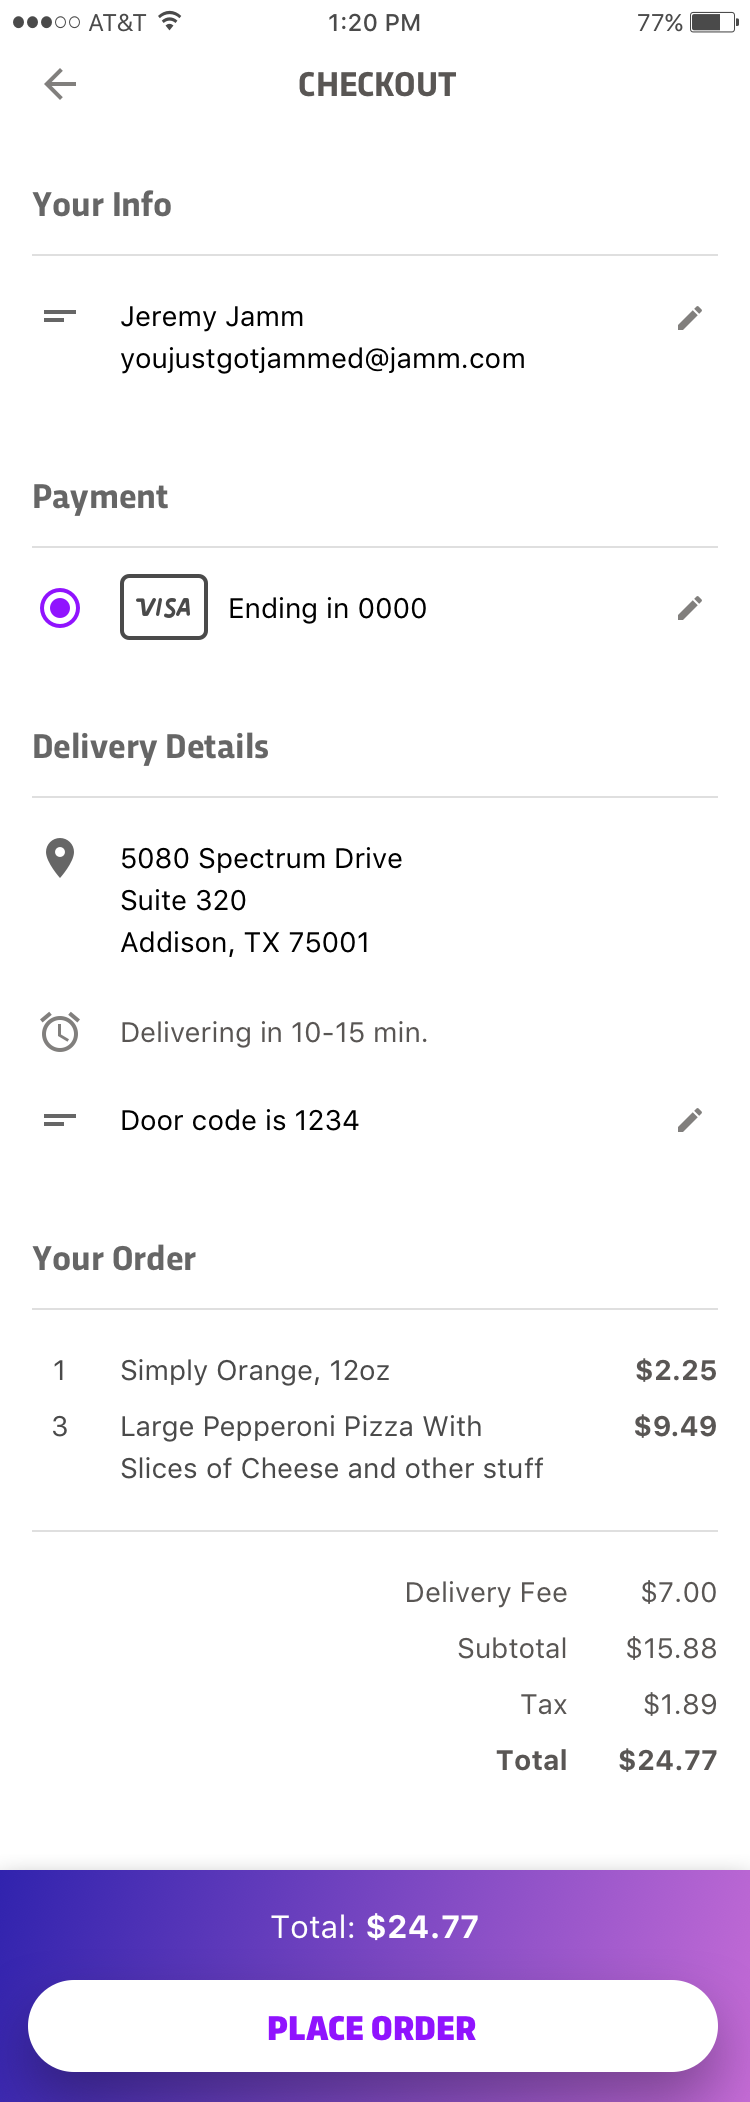 AT&T 1:20 PM 77%
CHECKOUT
Your Info
Jeremy Jamm
youjustgotjammed@jamm.com
Payment
VISA Ending in 0000
Delivery Details
5080 Spectrum Drive
Suite 320
Addison, TX 75001
Delivering in 10-15 min.
Door code is 1234
Your Order
1 Simply Orange, 12oz $2.25
3 Large Pepperoni Pizza With $9.49
Slices of Cheese and other stuff
Delivery Fee $7.00
Subtotal $15.88
Tax $1.89
Total $24.77
Total: $24.77
PLACE ORDER